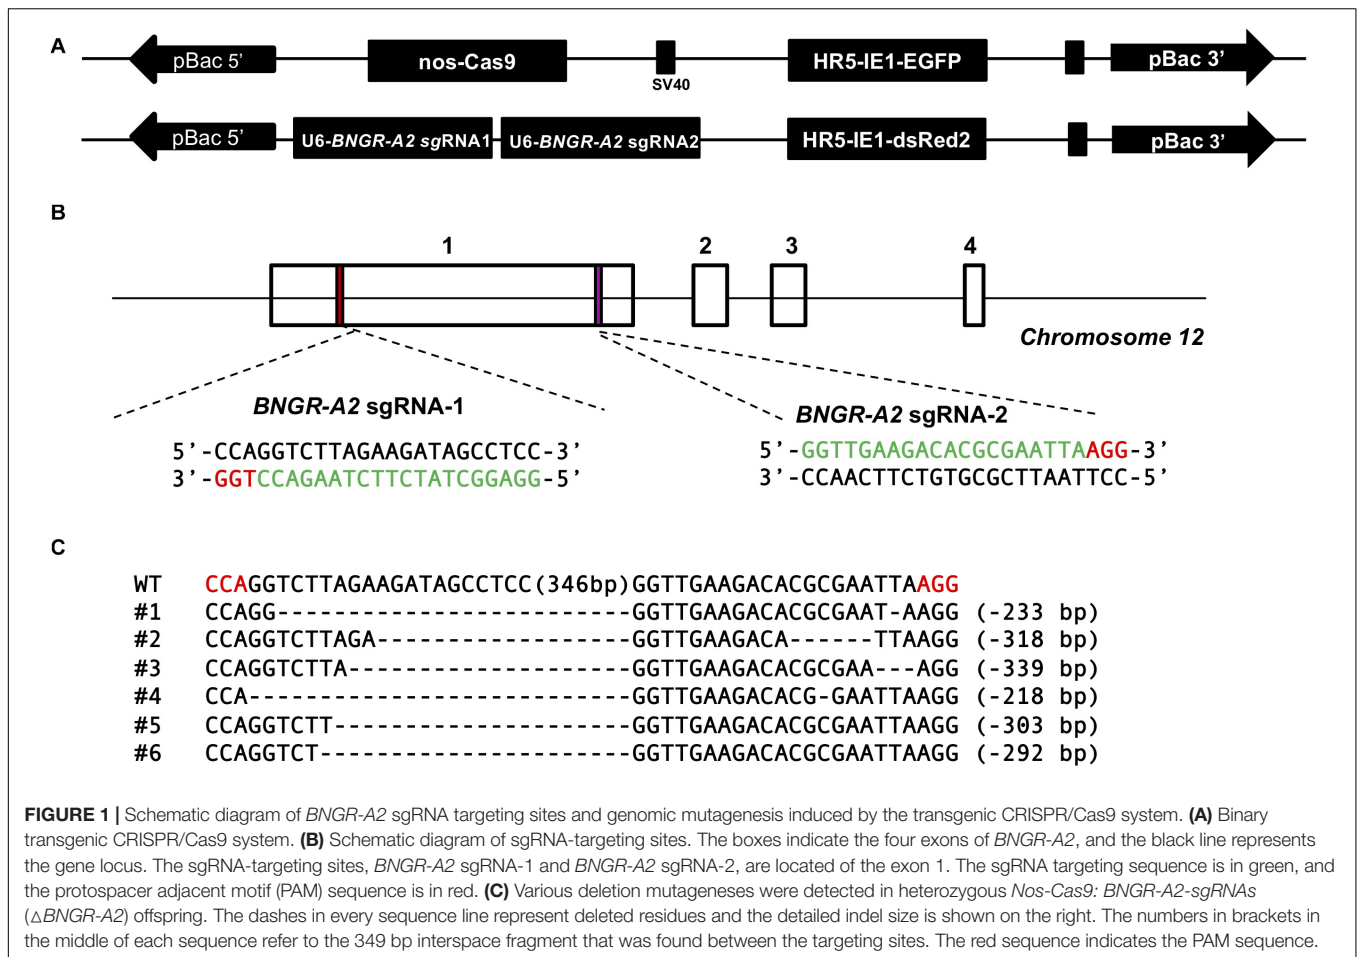 A
pBac 5’ nos-Cas9 SV40 HR5-IE1-EGFP pBac 3’
pBac 5’ U6-BNGR-A2 sgRNA1 U6-BNGR-A2 sgRNA2 HR5-IE1-dsRed2 pBac 3’
B
1 2 3 4
Chromosome 12
BNGR-A2 sgRNA-1
5’-CCAGGTCTTAGAAGATAGCCTCC-3’
3’-GGTCCAGAATCTTCTATCGGAGG-5’
BNGR-A2 sgRNA-2
5’-GGTTGAAGACACGCGAATTAAGG-3’
3’-CCAACTTCTGTGCGCTTAATTCC-5’
C
WT CCAGGTCTTAGAAGATAGCCTCC(346bp)GGTTGAAGACACGCGAATTAAGG
#1 CCAGG-------------------------GGTTGAAGACACGCGAAT-AAGG (-233 bp)
#2 CCAGGTCTTAGA------------------GGTTGAAGACA------TTAAGG (-318 bp)
#3 CCAGGTCTTA--------------------GGTTGAAGACACGCGAA---AGG (-339 bp)
#4 CCA---------------------------GGTTGAAGACACG-GAATTAAGG (-218 bp)
#5 CCAGGTCTT---------------------GGTTGAAGACACGCGAATTAAGG (-303 bp)
#6 CCAGGTCT----------------------GGTTGAAGACACGCGAATTAAGG (-292 bp)
FIGURE 1 | Schematic diagram of BNGR-A2 sgRNA targeting sites and genomic mutagenesis induced by the transgenic CRISPR/Cas9 system. (A) Binary
transgenic CRISPR/Cas9 system. (B) Schematic diagram of sgRNA-targeting sites. The boxes indicate the four exons of BNGR-A2, and the black line represents
the gene locus. The sgRNA-targeting sites, BNGR-A2 sgRNA-1 and BNGR-A2 sgRNA-2, are located of the exon 1. The sgRNA targeting sequence is in green, and
the protospacer adjacent motif (PAM) sequence is in red. (C) Various deletion mutageneses were detected in heterozygous Nos-Cas9: BNGR-A2-sgRNAs
(△BNGR-A2) offspring. The dashes in every sequence line represent deleted residues and the detailed indel size is shown on the right. The numbers in brackets in
the middle of each sequence refer to the 349 bp interspace fragment that was found between the targeting sites. The red sequence indicates the PAM sequence.